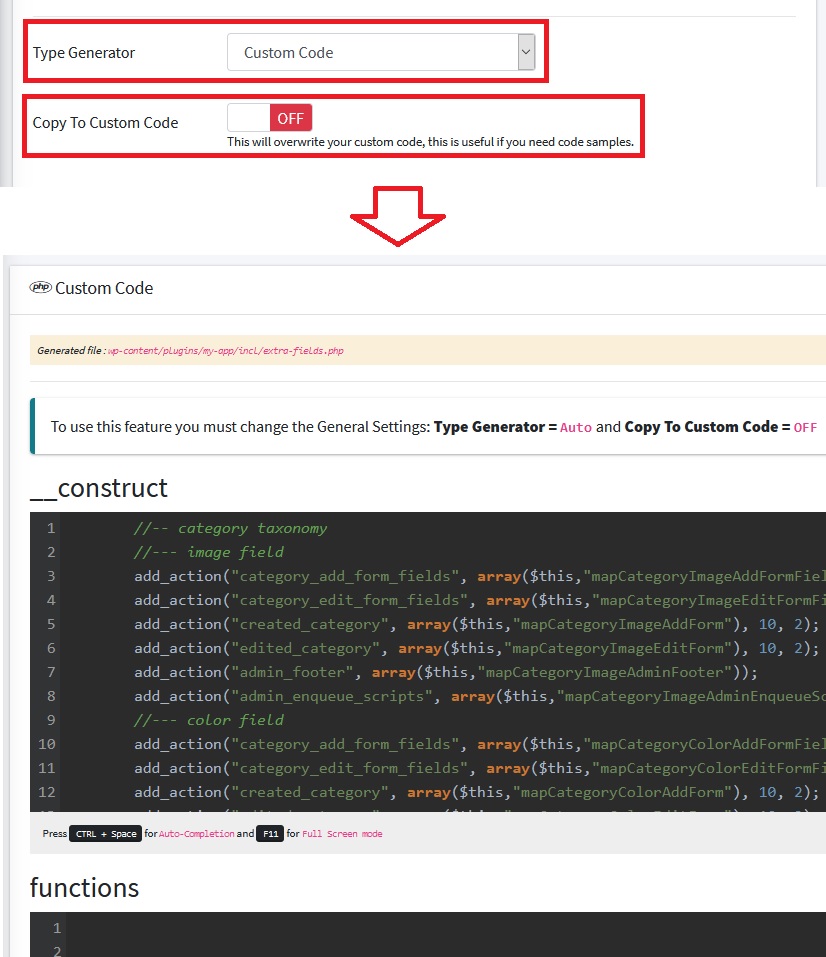 Type Generator Custom Code
Copy To Custom Code OFF
This will overwrite your custom code, this is useful if you need code samples.
php Custom Code
Generated file : wp-content/plugins/my-app/incl/extra-fields.php
To use this feature you must change the General Settings: Type Generator = Auto and Copy To Custom Code = OFF
__construct
1 //-- category taxonomy
2 //--- image field
3 add_action("category_add_form_fields", array($this,"mapCategoryImageAddFormFiel
4 add_action("category_edit_form_fields", array($this,"mapCategoryImageEditFormFi
5 add_action("created_category", array($this,"mapCategoryImageAddForm"), 10, 2);
6 add_action("edited_category", array($this,"mapCategoryImageEditForm"), 10, 2);
7 add_action("admin_footer", array($this,"mapCategoryImageAdminFooter"));
8 add_action("admin_enqueue_scripts", array($this,"mapCategoryImageAdminEnqueueSc
9 //--- color field
10 add_action("category_add_form_fields", array($this,"mapCategoryColorAddFormFiel
11 add_action("category_edit_form_fields", array($this,"mapCategoryColorEditFormFi
12 add_action("created_category", array($this,"mapCategoryColorAddForm"), 10, 2);
Press CTRL + Space for Auto-Completion and F11 for Full Screen mode
functions
1
2